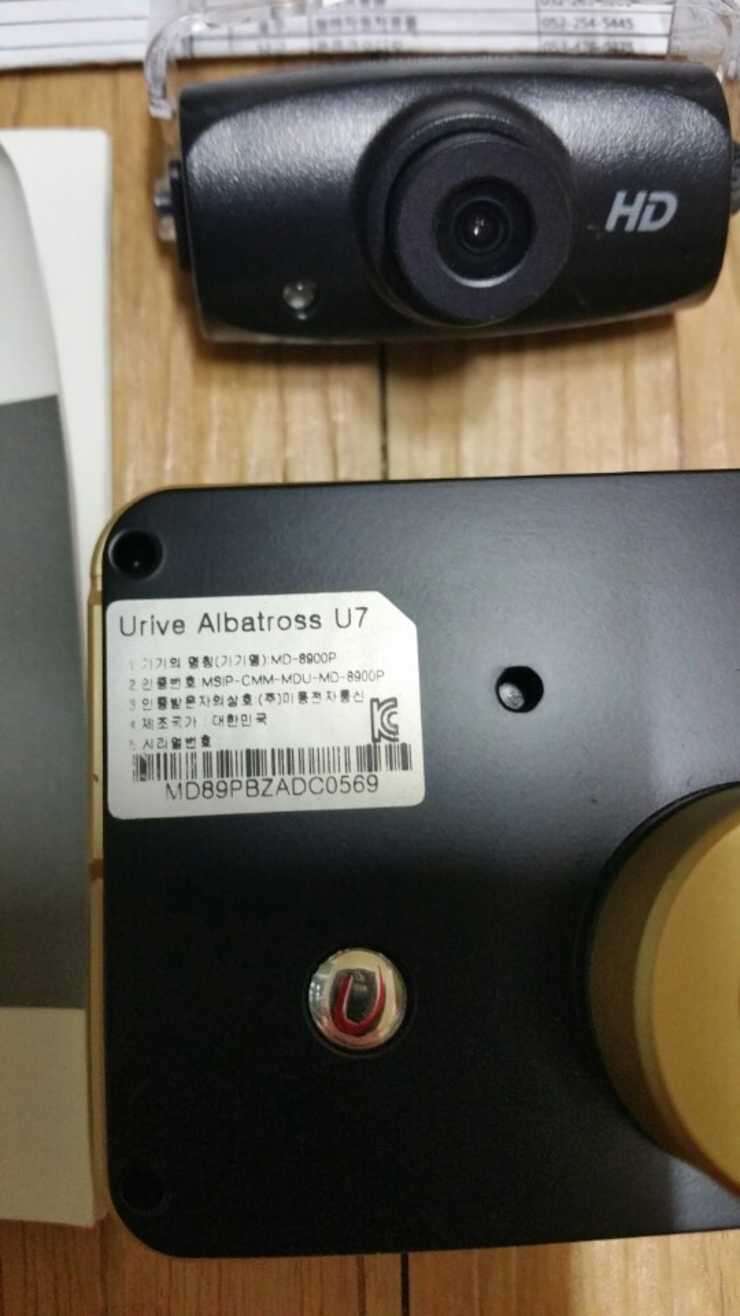 052-254-5445
HD
Urive Albatross U7
1 기기의 명칭(기기명):MD-8900P
2 인증번호:MSIP-CMM-MDU-MD-8900P
3 인증받은자의상호:(주)미동전자통신
4 제조국가 : 대한민국
5 시리얼번호
MD89PBZADC0569
U